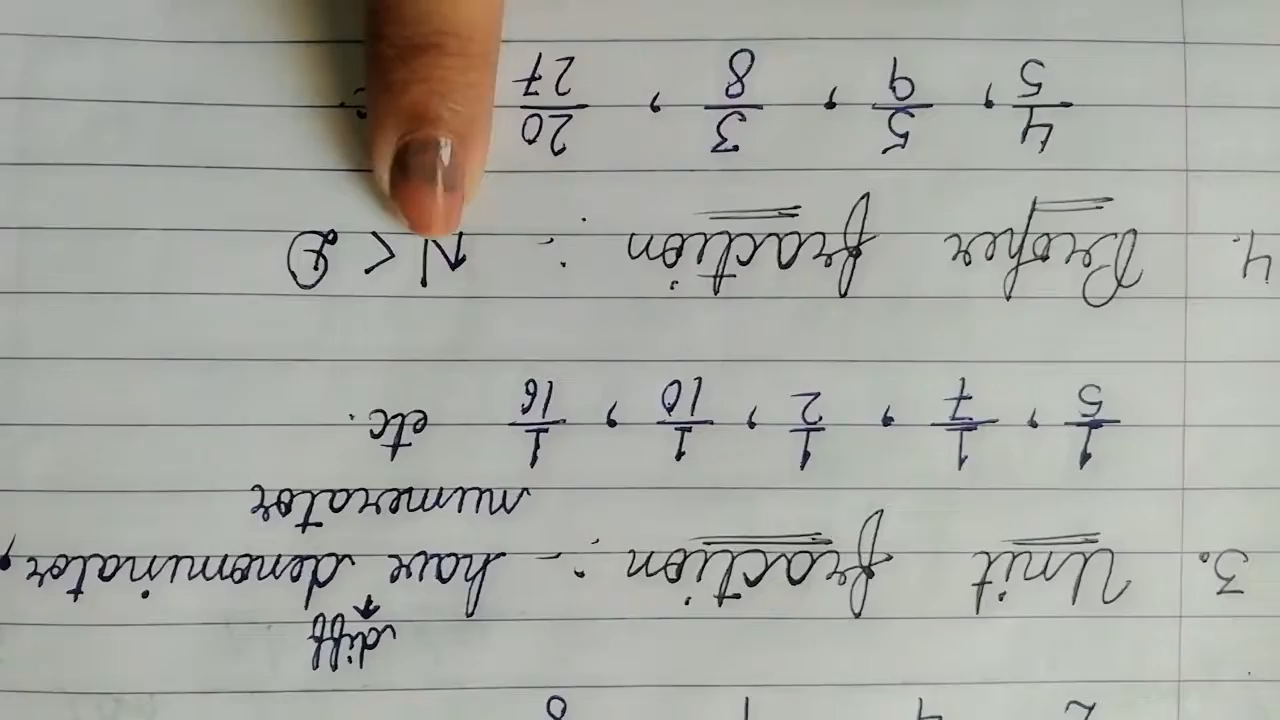 diff
3. Unit fraction :- have ↑ denominator,
numerator
1/5 , 1/7 , 1/2 , 1/10 , 1/16 etc.
4. Proper fraction :- N < D
4/5 , 5/9 , 3/8 , 20/27